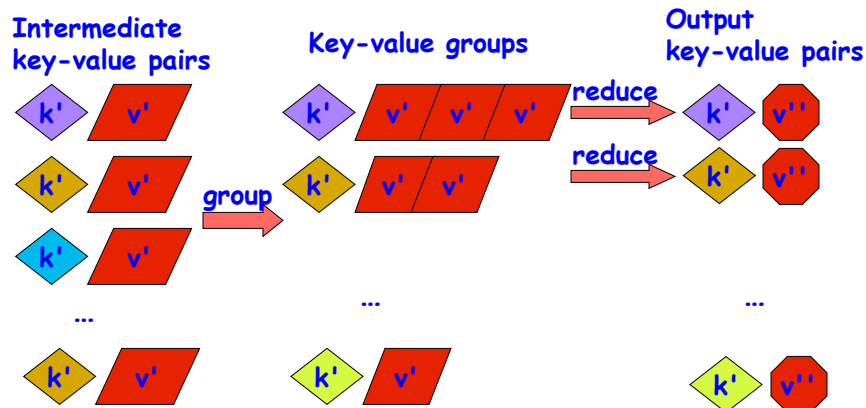 Intermediate
key-value pairs
Key-value groups
Output
key-value pairs
k' v'
k' v' v' v'
reduce
k' v''
k' v'
group
k' v' v'
reduce
k' v''
k' v'
...
...
...
k' v'
k' v'
k' v''